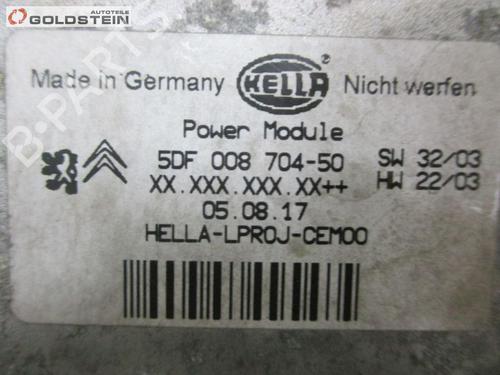 AUTOTEILE
GOLDSTEIN
Made in Germany HELLA ® Nicht werfen
Power Module
5DF 008 704-50 SW 32/03
XX.XXX.XXX.XX++ HW 22/03
05.08.17
HELLA-LPROJ-CEM00
B-PARTS